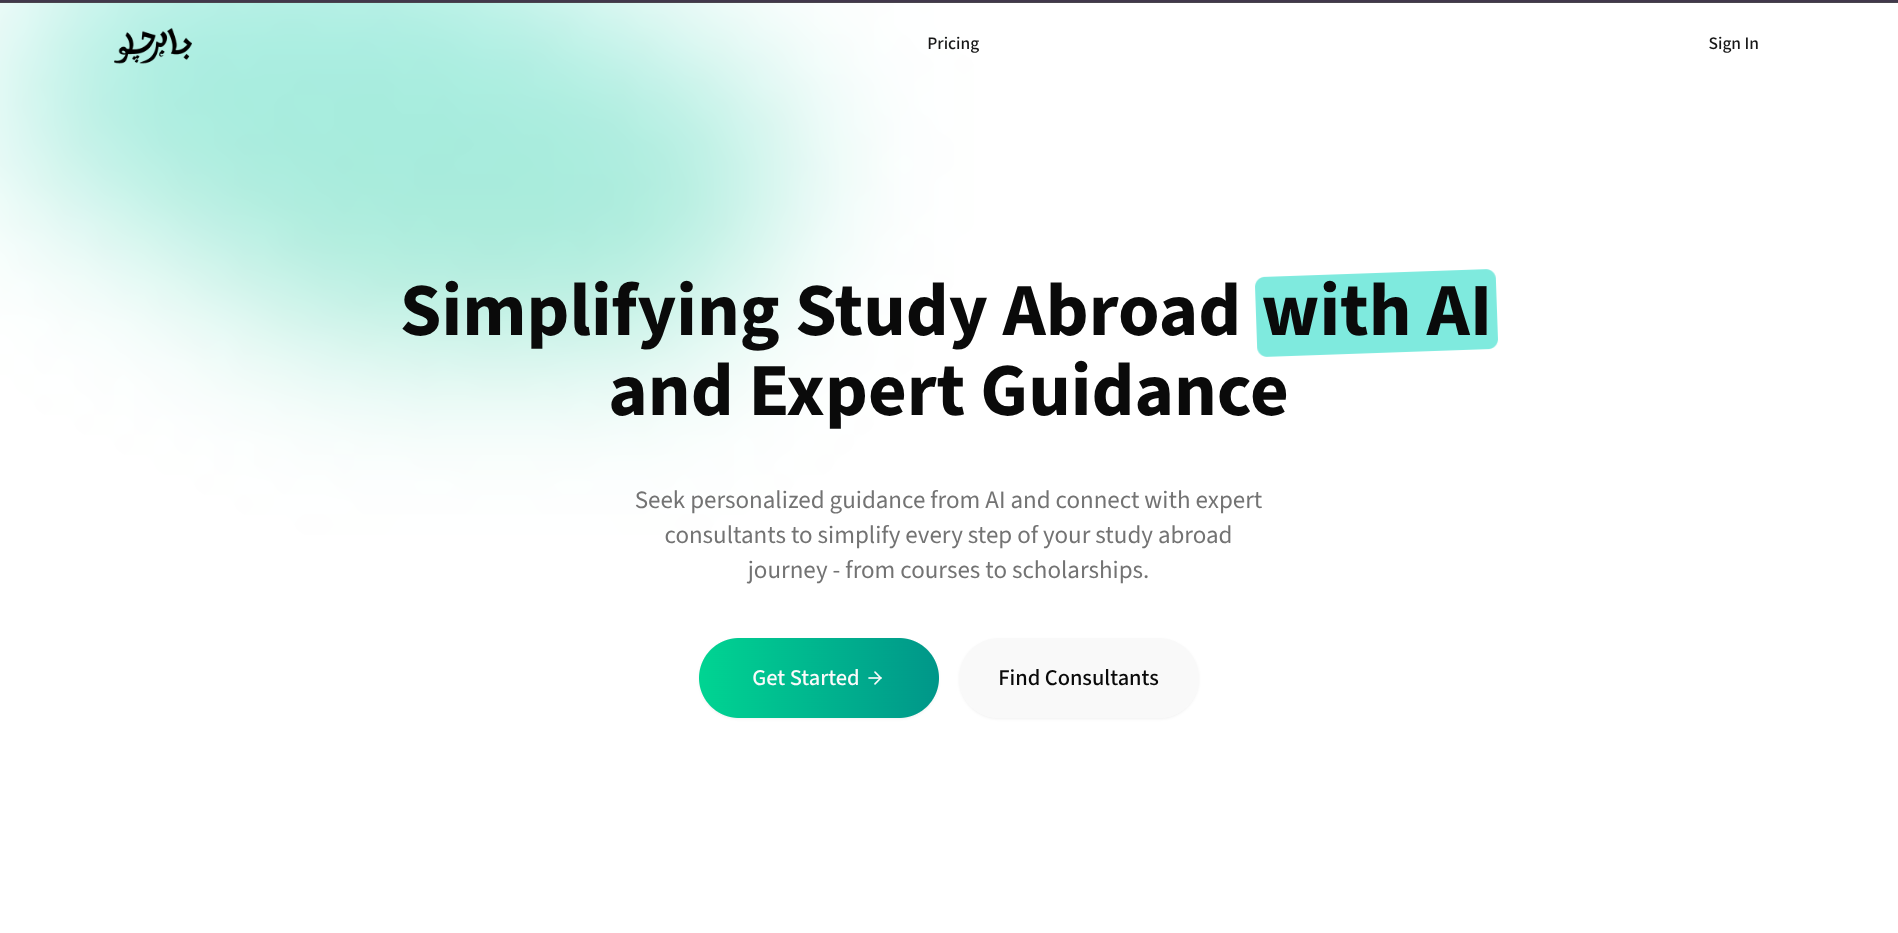 باہر چلو
Pricing
Sign In
Simplifying Study Abroad with AI
and Expert Guidance
Seek personalized guidance from AI and connect with expert
consultants to simplify every step of your study abroad
journey - from courses to scholarships.
Get Started →
Find Consultants